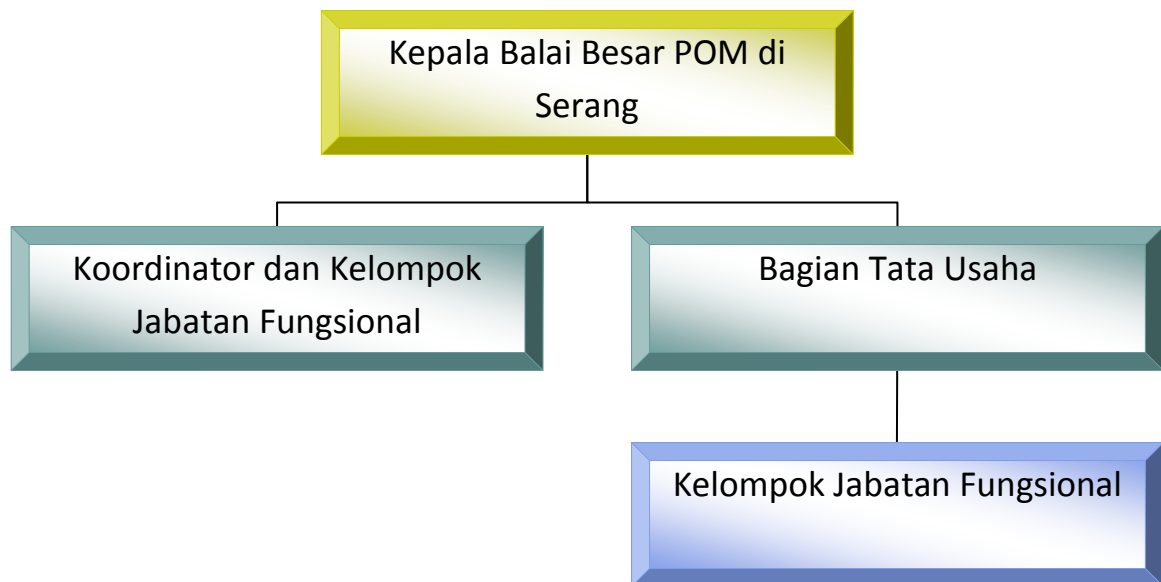 Kepala Balai Besar POM di
Serang
Koordinator dan Kelompok
Jabatan Fungsional
Bagian Tata Usaha
Kelompok Jabatan Fungsional